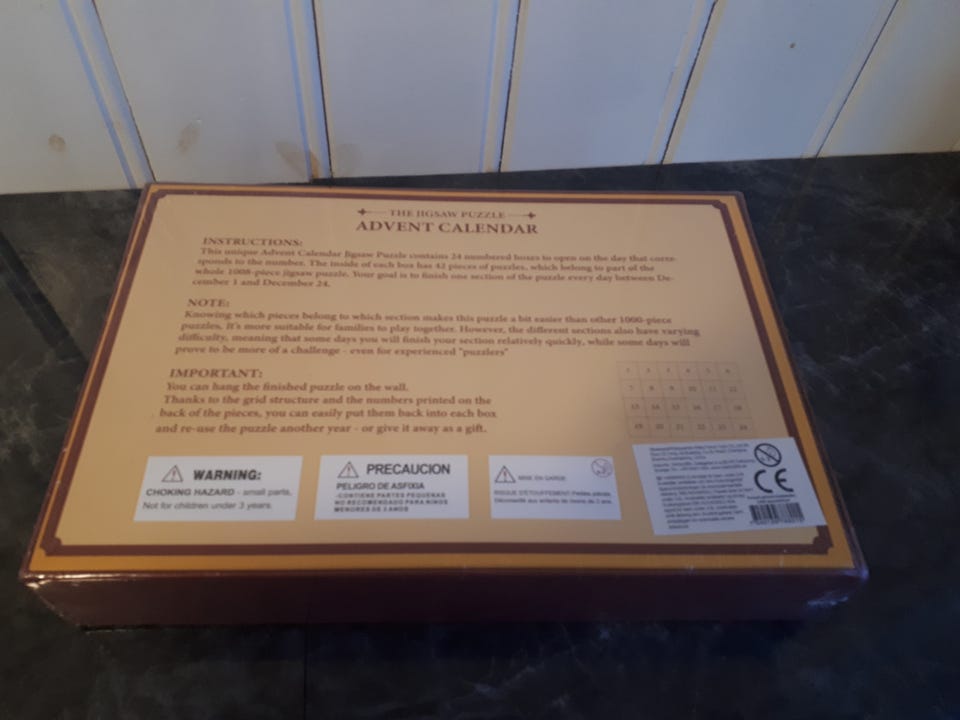 THE JIGSAW PUZZLE
ADVENT CALENDAR
INSTRUCTIONS:
This unique Advent Calendar Jigsaw Puzzle contains 24 numbered boxes to open on the day that corre-
sponds to the number. The inside of each box has 42 pieces of puzzles, which belong to part of the
whole 1008-piece jigsaw puzzle. Your goal is to finish one section of the puzzle every day between De-
cember 1 and December 24.
NOTE:
Knowing which pieces belong to which section makes this puzzle a bit easier than other 1000-piece
puzzles. It's more suitable for families to play together. However, the different sections also have varying
difficulty, meaning that some days you will finish your section relatively quickly, while some days will
prove to be more of a challenge - even for experienced "puzzlers"
IMPORTANT:
You can hang the finished puzzle on the wall.
Thanks to the grid structure and the numbers printed on the
back of the pieces, you can easily put them back into each box
and re-use the puzzle another year - or give it away as a gift.
1 2 3 4 5 6
7 8 9 10 11 12
13 14 15 16 17 18
19 20 21 22 23 24
WARNING:
CHOKING HAZARD - small parts,
Not for children under 3 years.
PRECAUCION
PELIGRO DE ASFIXIA
-CONTIENE PARTES PEQUENAS
NO RECOMENDADO PARA NINOS
MENORES DE 3 ANOS
MISE EN GARDE
RISQUE D'ÉTOUFFEMENT-Petites pièces.
Déconseillé aux enfants de moins de 3 ans.
CE